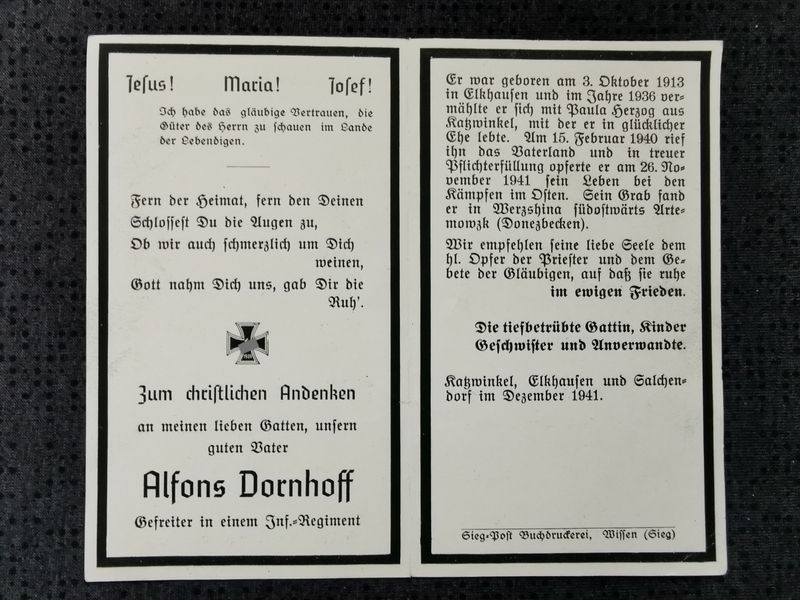 Jesus! Maria! Josef!
Ich habe das gläubige Vertrauen, die
Güter des Herrn zu schauen im Lande
der Lebendigen.
Fern der Heimat, fern den Deinen
Schlossest Du die Augen zu,
Ob wir auch schmerzlich um Dich
weinen,
Gott nahm Dich uns, gab Dir die
Ruh'.
Zum christlichen Andenken
an meinen lieben Gatten, unsern
guten Vater
Alfons Dornhoff
Gefreiter in einem Inf.-Regiment
Er war geboren am 3. Oktober 1913
in Elkhausen und im Jahre 1936 ver-
mählte er sich mit Paula Herzog aus
Katzwinkel, mit der er in glücklicher
Ehe lebte. Am 15. Februar 1940 rief
ihn das Vaterland und in treuer
Pflichterfüllung opferte er am 26. No-
vember 1941 sein Leben bei den
Kämpfen im Osten. Sein Grab fand
er in Werzshina südostwärts Arte-
mowzk (Donezbecken).
Wir empfehlen seine liebe Seele dem
hl. Opfer der Priester und dem Ge-
bete der Gläubigen, auf daß sie ruhe
im ewigen Frieden.
Die tiefbetrübte Gattin, Kinder
Geschwister und Anverwandte.
Katzwinkel, Elkhausen und Salchen-
dorf im Dezember 1941.
Sieg-Post Buchdruckerei, Wissen (Sieg)